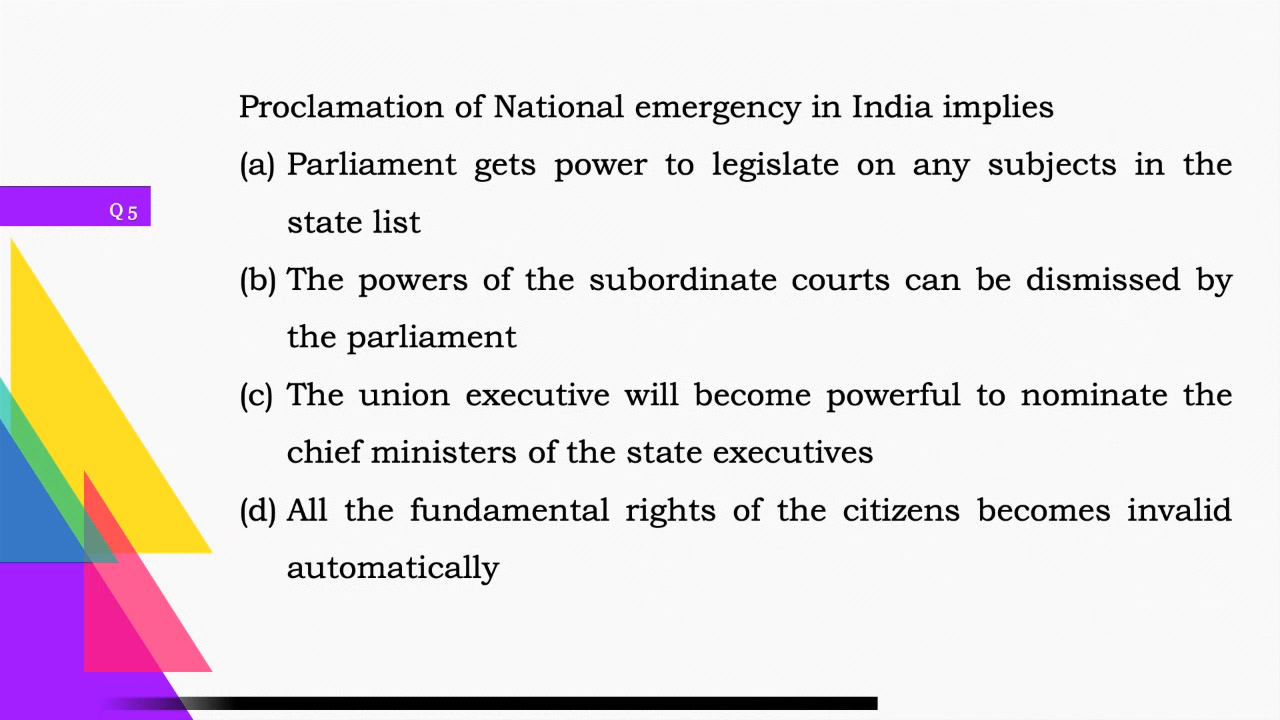 Proclamation of National emergency in India implies
(a) Parliament gets power to legislate on any subjects in the
state list
Q 5
(b) The powers of the subordinate courts can be dismissed by
the parliament
(c) The union executive will become powerful to nominate the
chief ministers of the state executives
(d) All the fundamental rights of the citizens becomes invalid
automatically